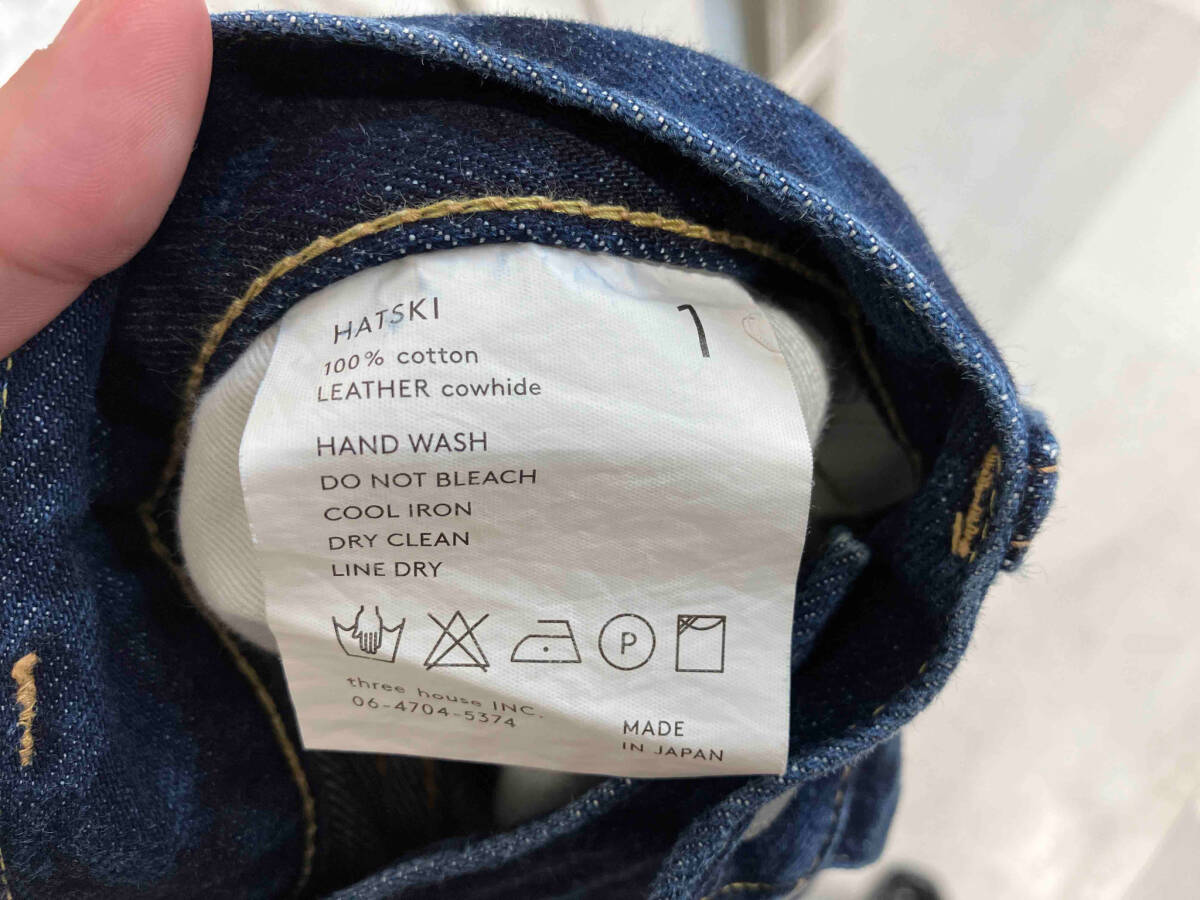 HATSKI
1
100% cotton
LEATHER cowhide
HAND WASH
DO NOT BLEACH
COOL IRON
DRY CLEAN
LINE DRY
P
three house INC.
06-4704-5374
MADE
IN JAPAN